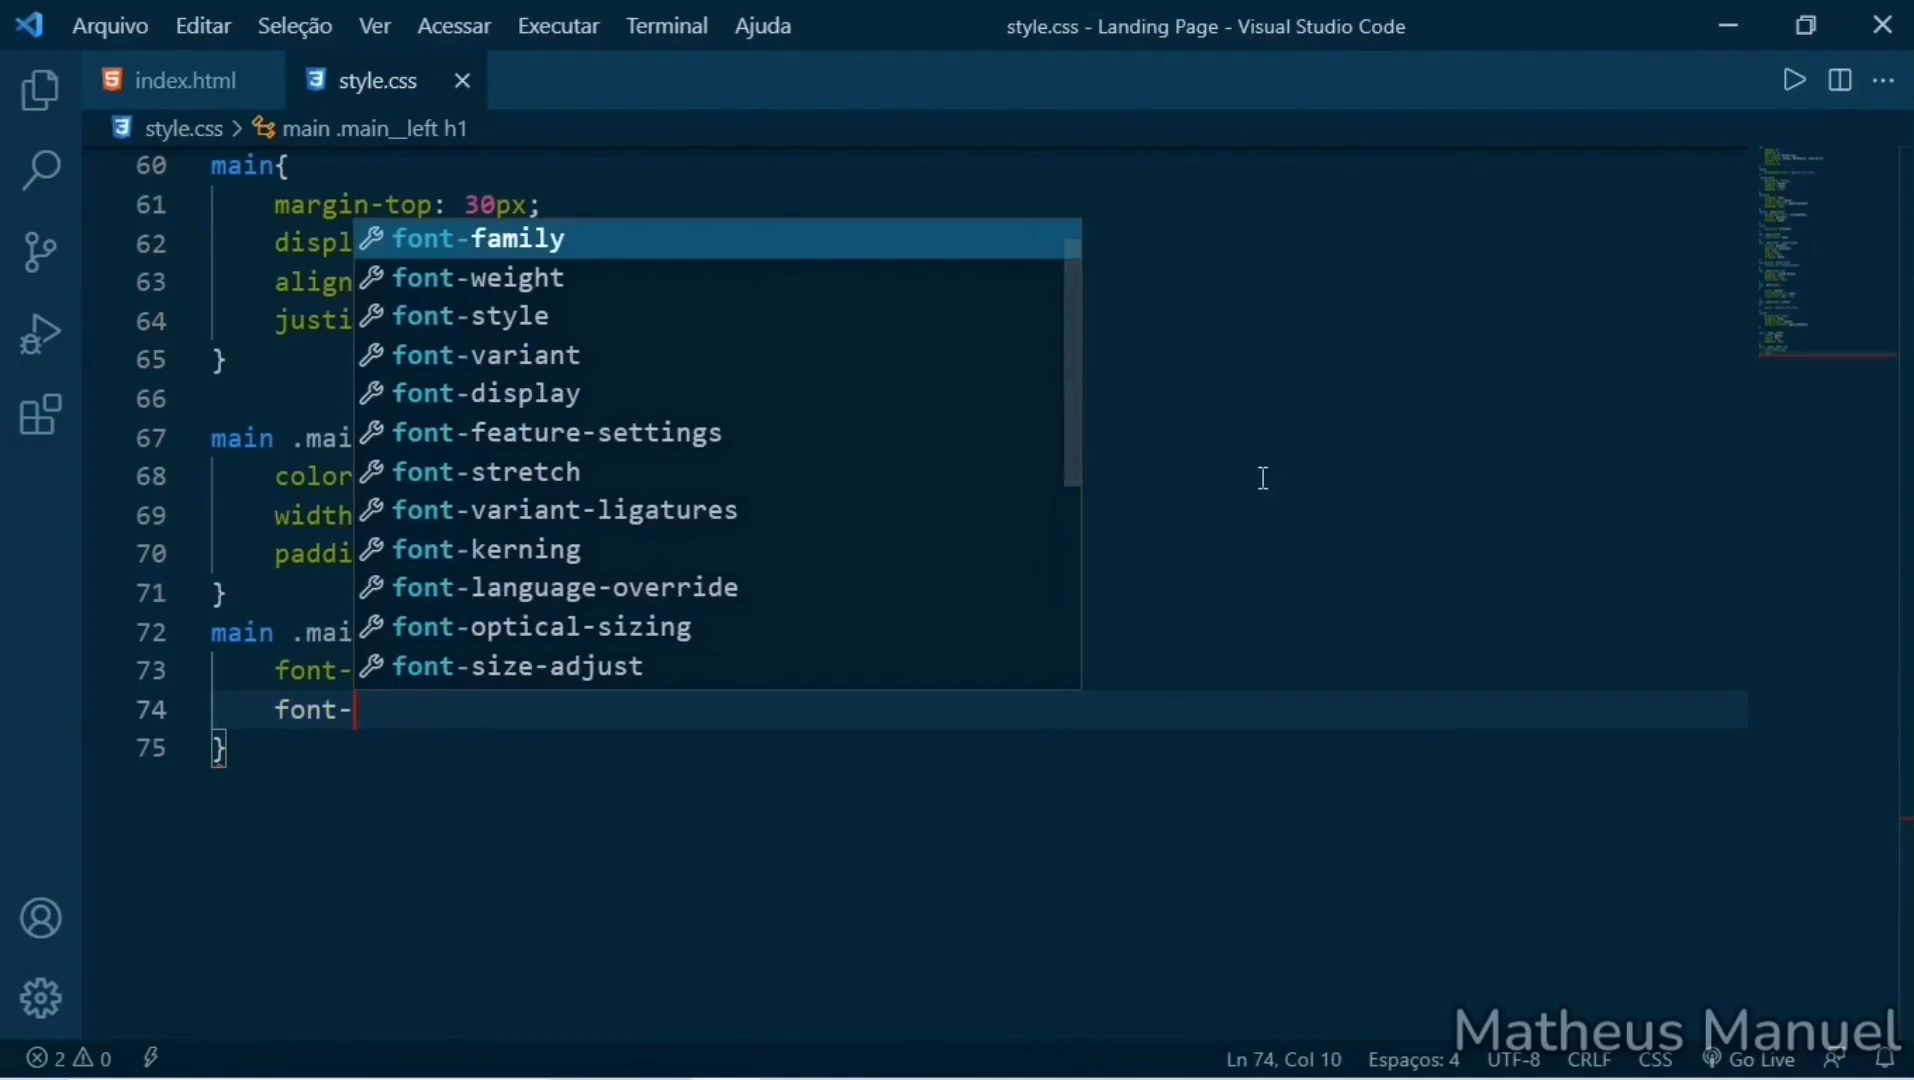 Arquivo Editar Seleção Ver Acessar Executar Terminal Ajuda style.css - Landing Page - Visual Studio Code
index.html style.css
style.css > main .main__left h1
60 main{
61 margin-top: 30px;
62 displ
63 align
64 justi
65 }
66
67 main .mai
68 color
69 width
70 paddi
71 }
72 main .mai
73 font-
74 font-
75 }
font-family
font-weight
font-style
font-variant
font-display
font-feature-settings
font-stretch
font-variant-ligatures
font-kerning
font-language-override
font-optical-sizing
font-size-adjust
Matheus Manuel
2 0 Ln 74, Col 10 Espaços: 4 UTF-8 CRLF CSS Go Live